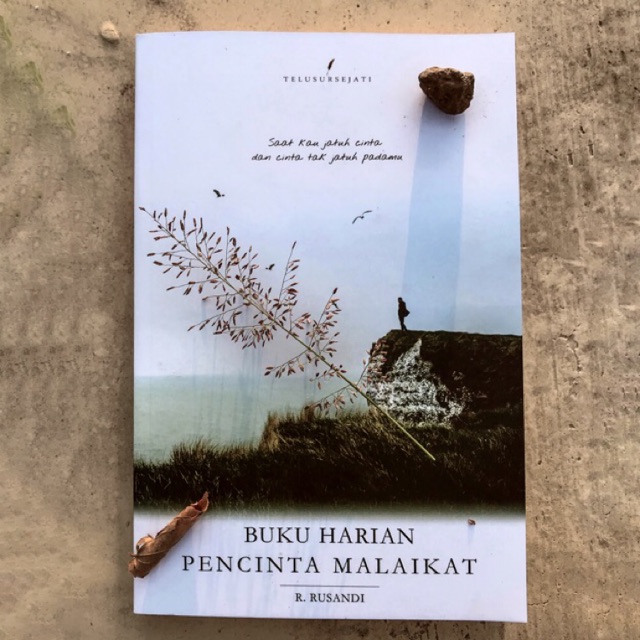 TELUSURSEJATI
Saat kau jatuh cinta
dan cinta tak jatuh padamu
BUKU HARIAN
PENCINTA MALAIKAT
R. RUSANDI